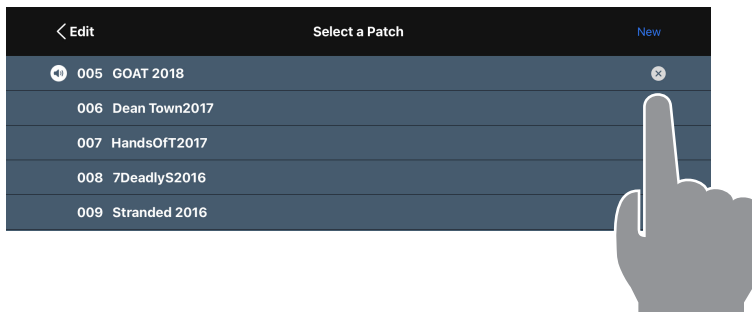 Edit Select a Patch New
005 GOAT 2018
006 Dean Town2017
007 HandsOfT2017
008 7DeadlyS2016
009 Stranded 2016